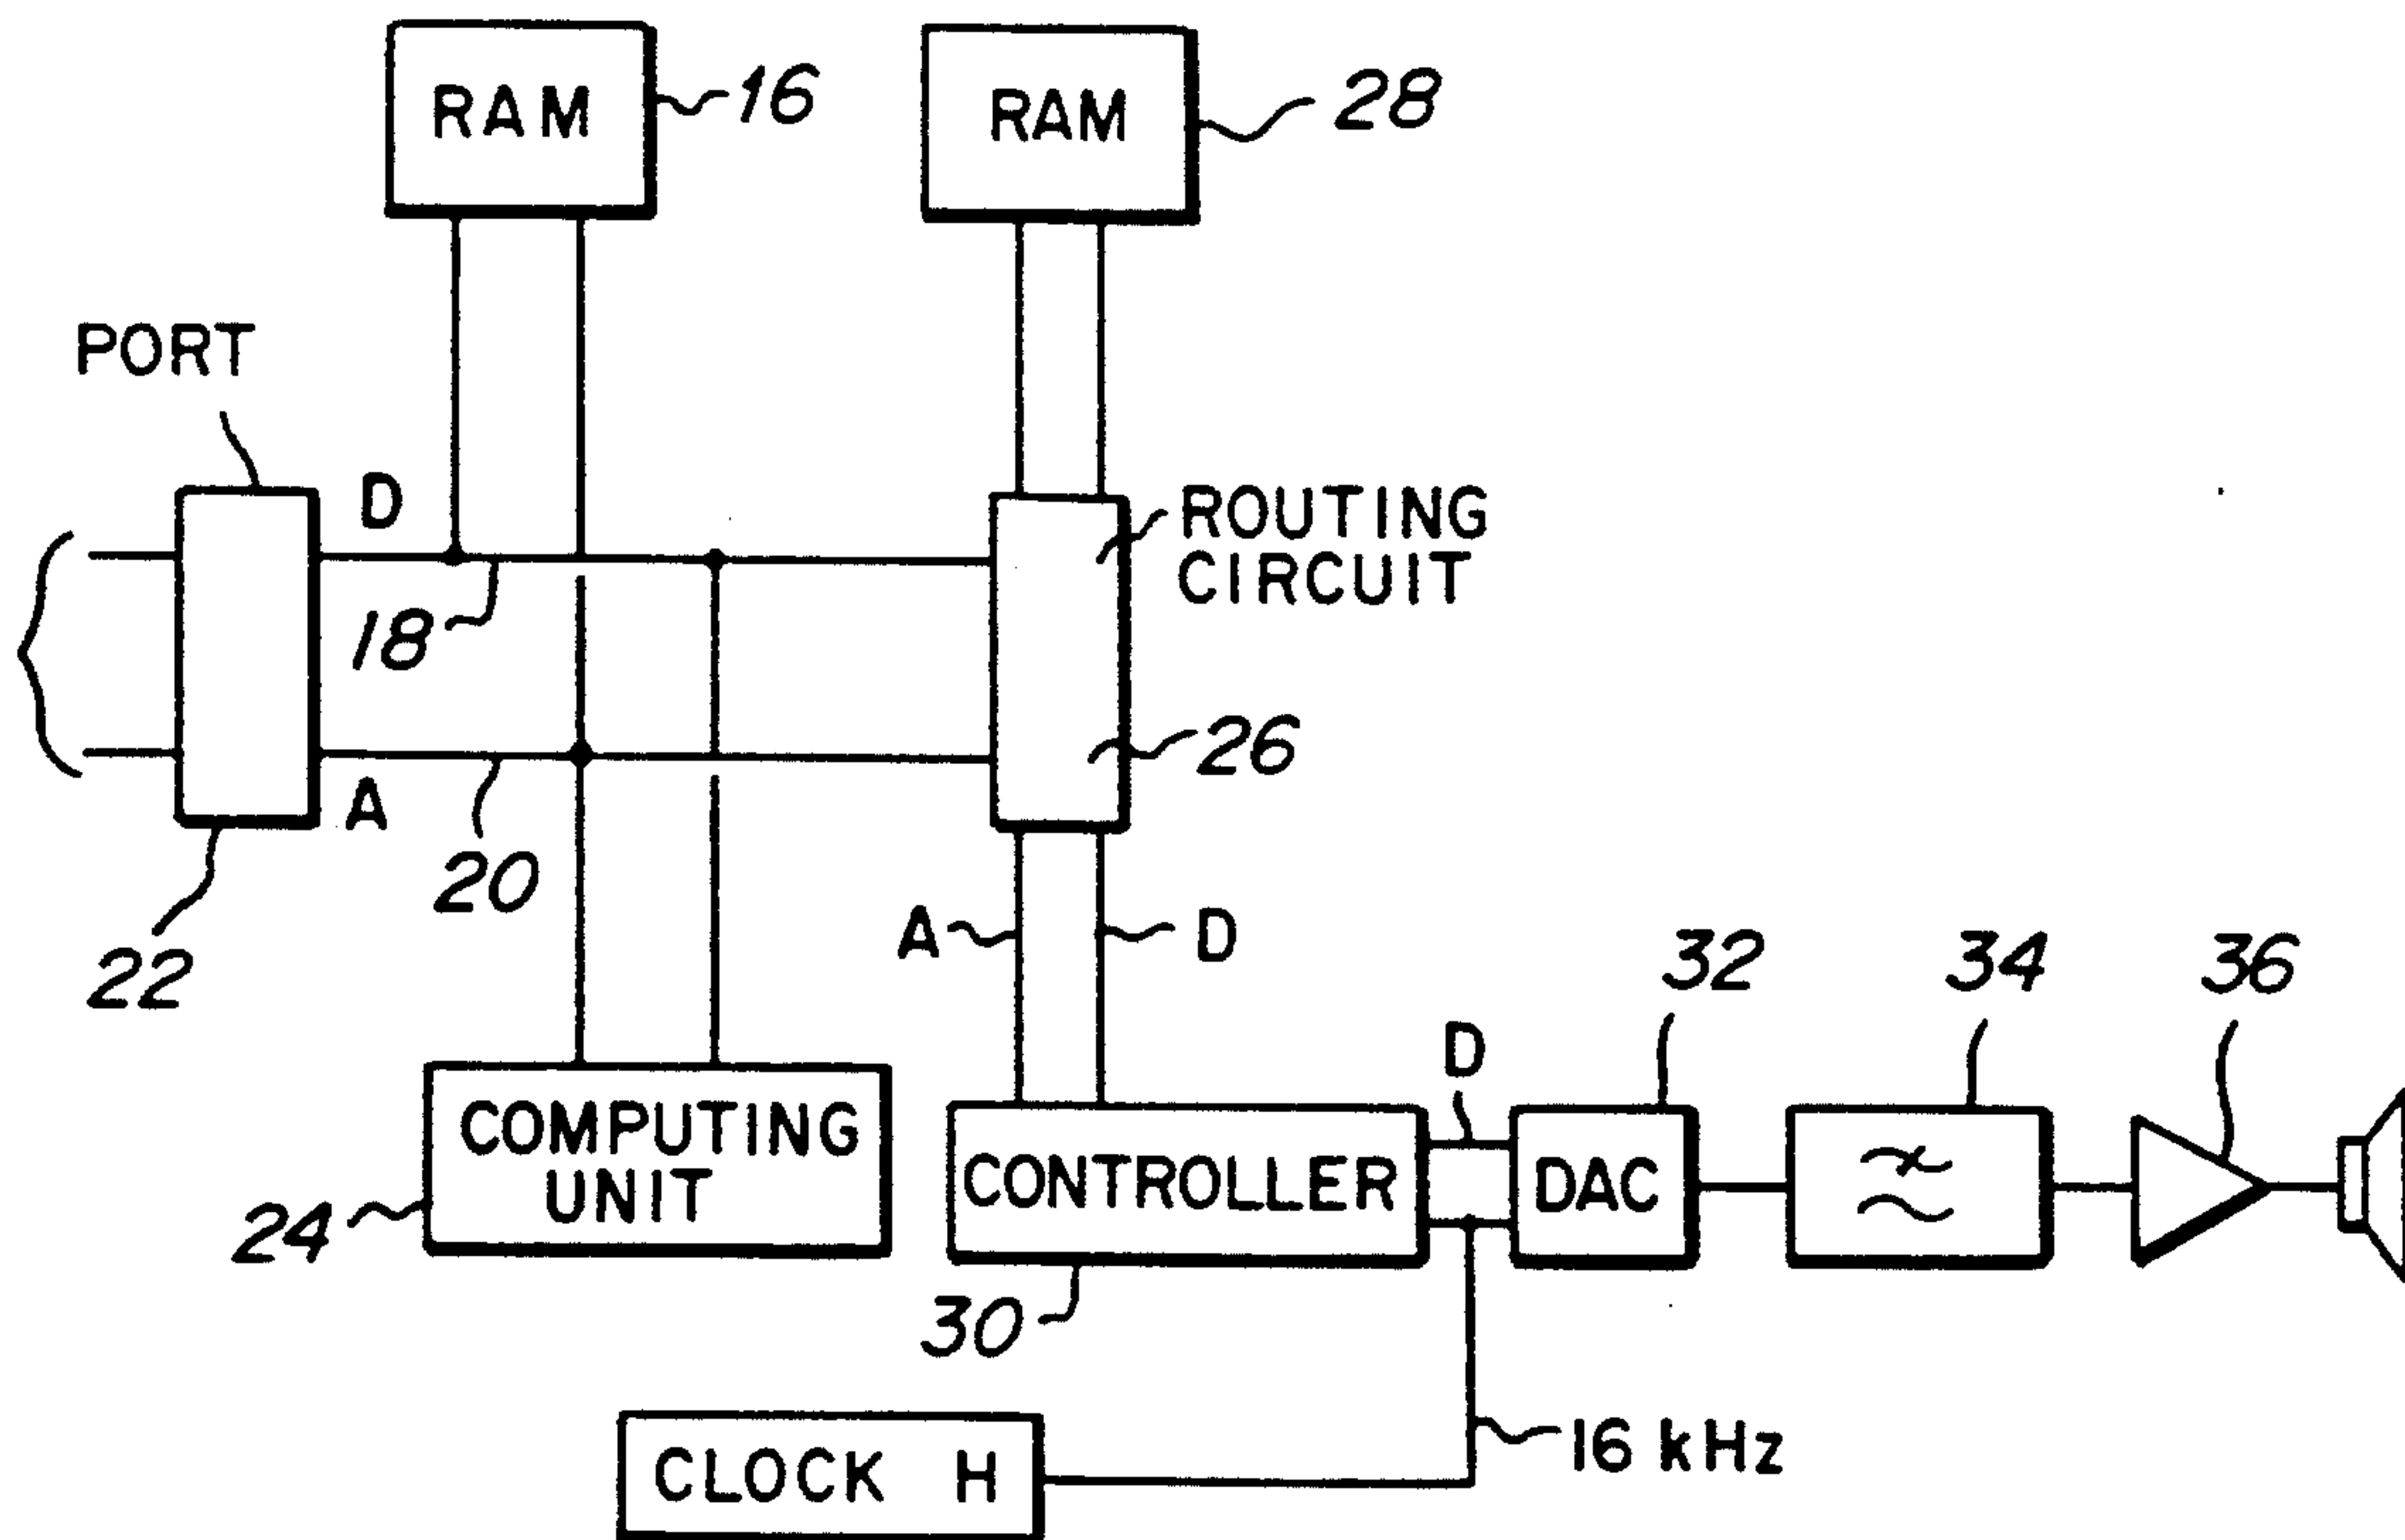 RAM
16
RAM
28
PORT
D
ROUTING
CIRCUIT
18
26
A
20
22
A
D
32
34
36
D
COMPUTING
UNIT
24
CONTROLLER
DAC
30
16 kHz
CLOCK H